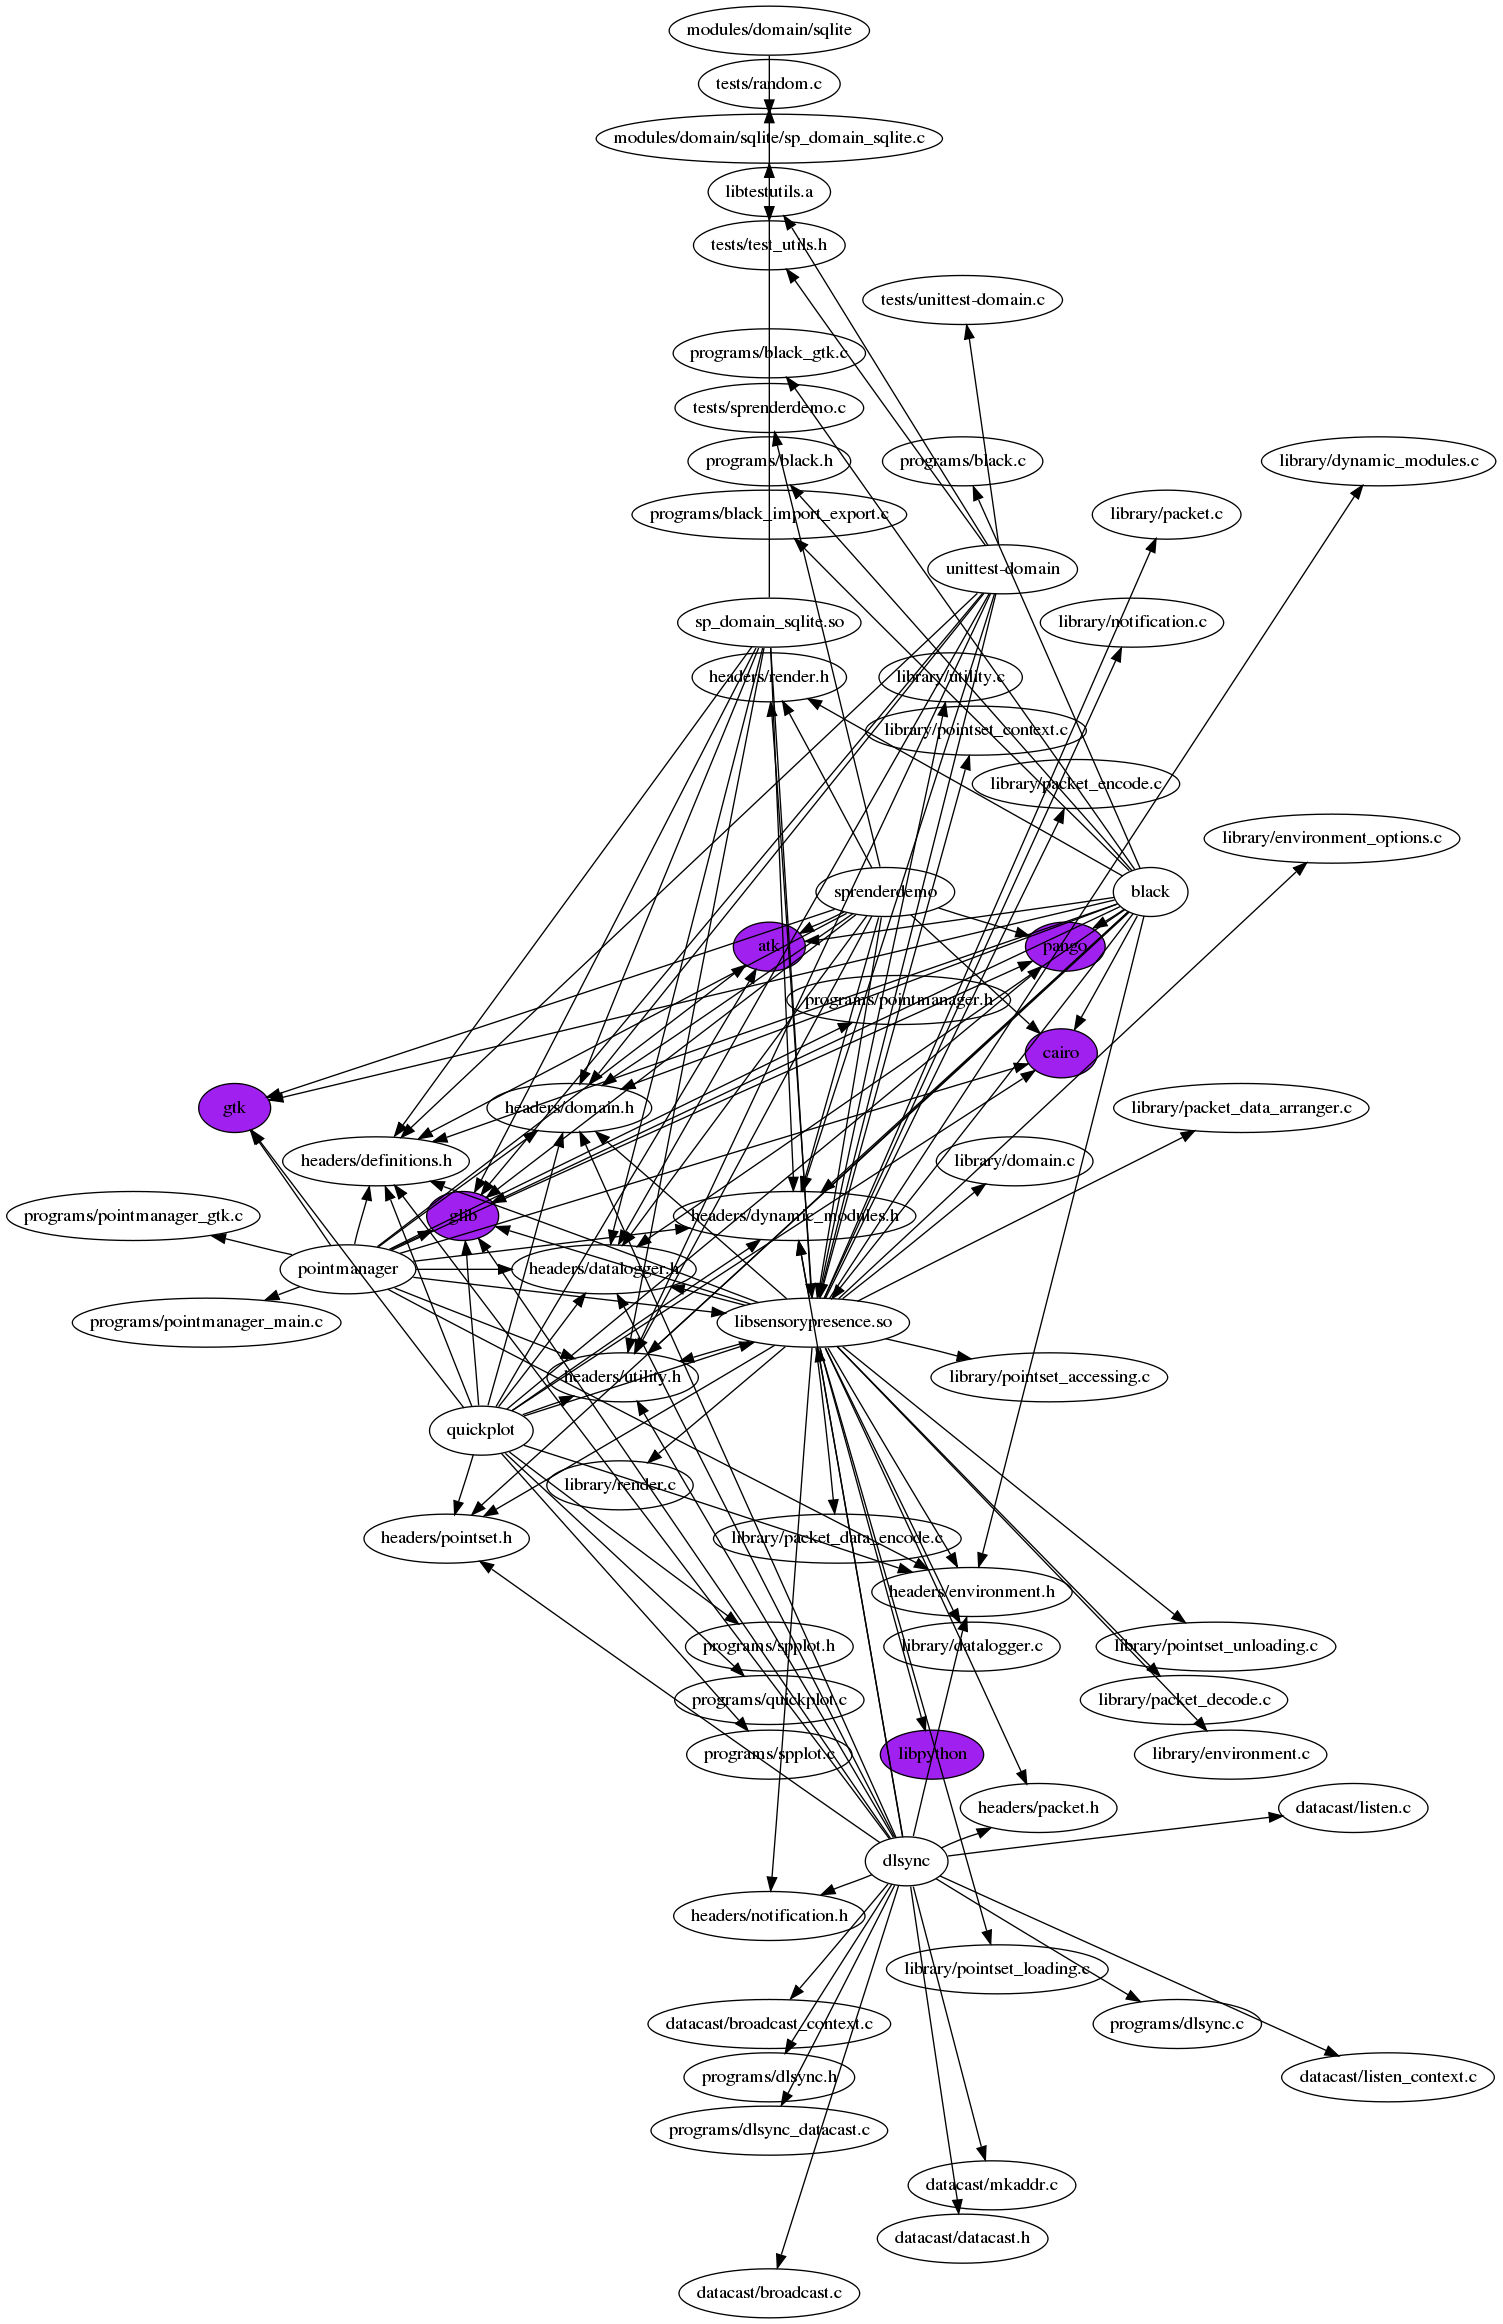 modules/domain/sqlite
tests/random.c
modules/domain/sqlite/sp_domain_sqlite.c
libtestutils.a
tests/test_utils.h
tests/unittest-domain.c
programs/black_gtk.c
tests/sprenderdemo.c
programs/black.h
programs/black.c
library/dynamic_modules.c
programs/black_import_export.c
library/packet.c
unittest-domain
sp_domain_sqlite.so
library/notification.c
headers/render.h
library/utility.c
library/pointset_context.c
library/packet_encode.c
library/environment_options.c
sprenderdemo
black
atk
pango
programs/pointmanager.h
cairo
gtk
headers/domain.h
library/packet_data_arranger.c
headers/definitions.h
library/domain.c
programs/pointmanager_gtk.c
glib
headers/dynamic_modules.h
pointmanager
headers/datalogger.h
programs/pointmanager_main.c
libsensorypresence.so
headers/utility.h
library/pointset_accessing.c
quickplot
library/render.c
headers/pointset.h
library/packet_data_encode.c
headers/environment.h
programs/spplot.h
library/datalogger.c
library/pointset_unloading.c
programs/quickplot.c
library/packet_decode.c
programs/spplot.c
libpython
library/environment.c
headers/packet.h
datacast/listen.c
dlsync
headers/notification.h
library/pointset_loading.c
datacast/broadcast_context.c
programs/dlsync.c
programs/dlsync.h
datacast/listen_context.c
programs/dlsync_datacast.c
datacast/mkaddr.c
datacast/datacast.h
datacast/broadcast.c